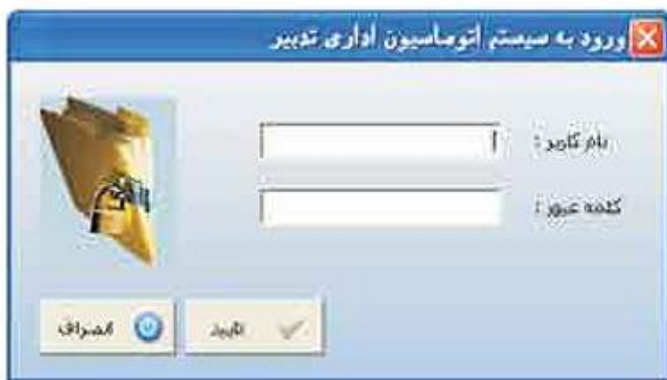 ورود به سیستم اتوماسیون اداری تدبیر
نام کاربر :
کلمه عبور :
تایید
انصراف